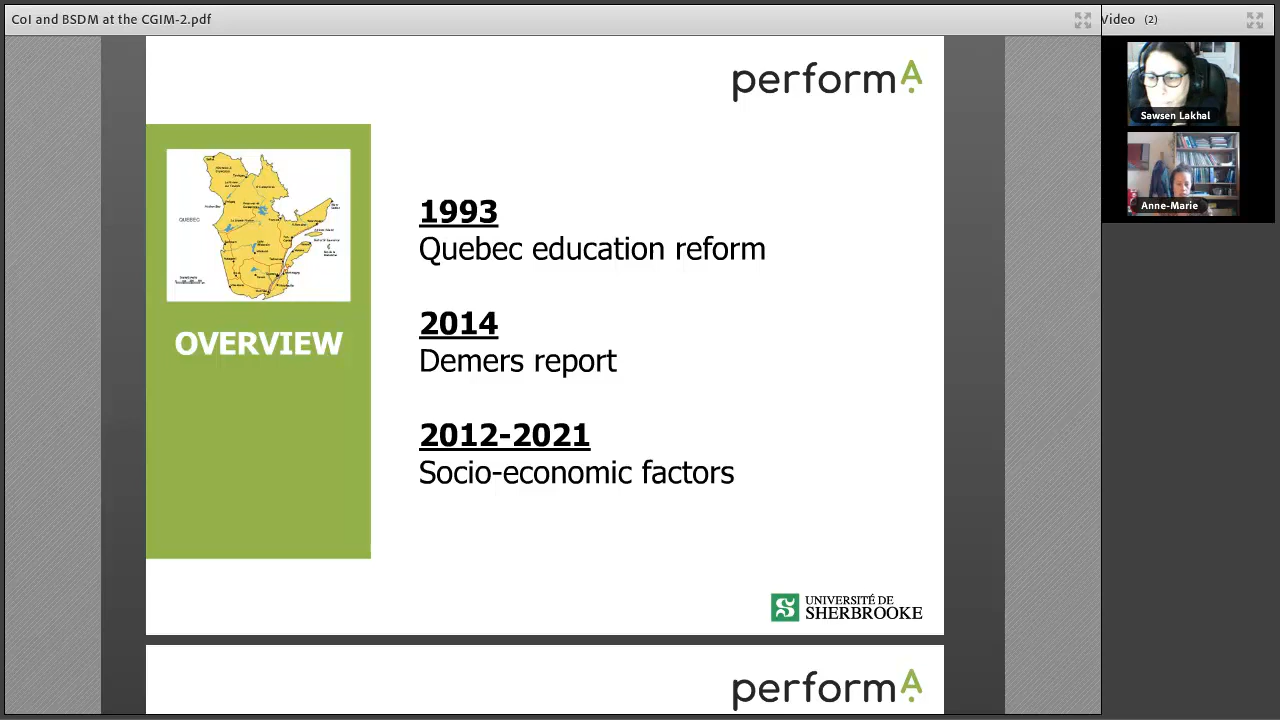 CoI and BSDM at the CGIM-2.pdf
Video (2)
performA
Sawsen Lakhal
Anne-Marie
QUEBEC
OVERVIEW
1993
Quebec education reform
2014
Demers report
2012-2021
Socio-economic factors
UNIVERSITÉ DE
SHERBROOKE
performA